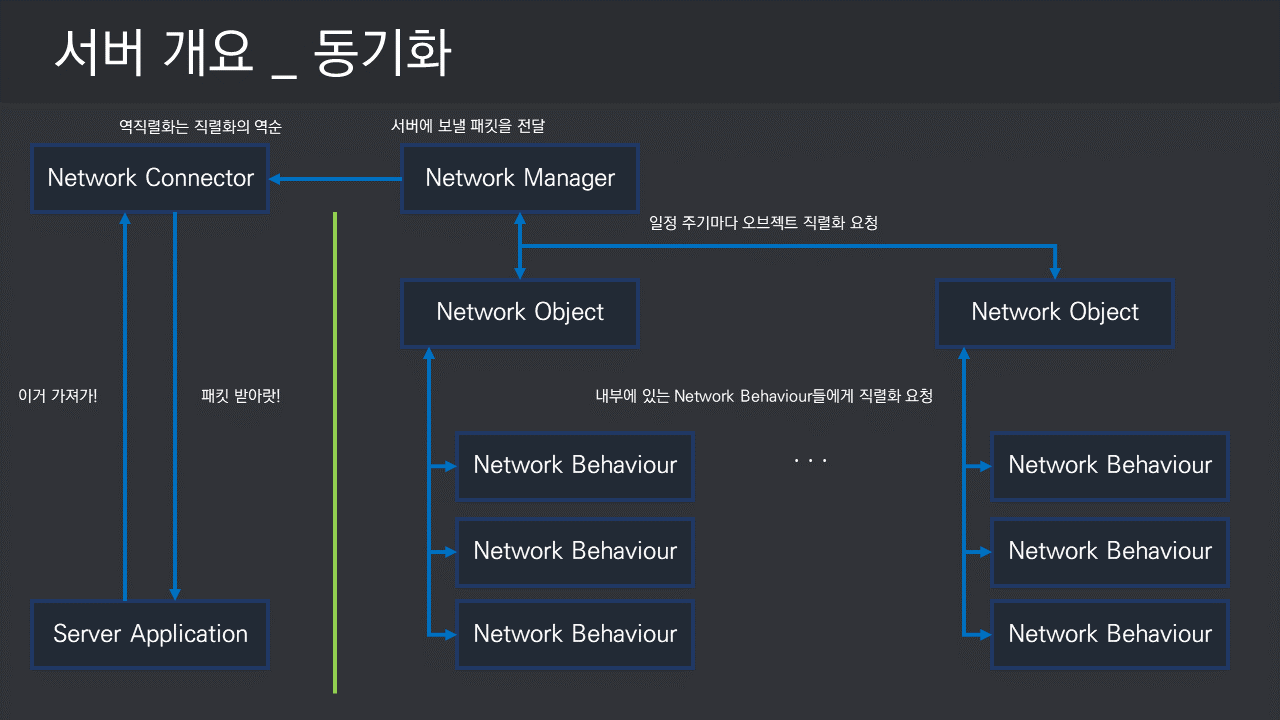 서버 개요 _ 동기화
역직렬화는 직렬화의 역순
서버에 보낼 패킷을 전달
Network Connector
Network Manager
일정 주기마다 오브젝트 직렬화 요청
Network Object
Network Object
이거 가져가!
패킷 받아랏!
내부에 있는 Network Behaviour들에게 직렬화 요청
Network Behaviour
. . .
Network Behaviour
Network Behaviour
Network Behaviour
Server Application
Network Behaviour
Network Behaviour